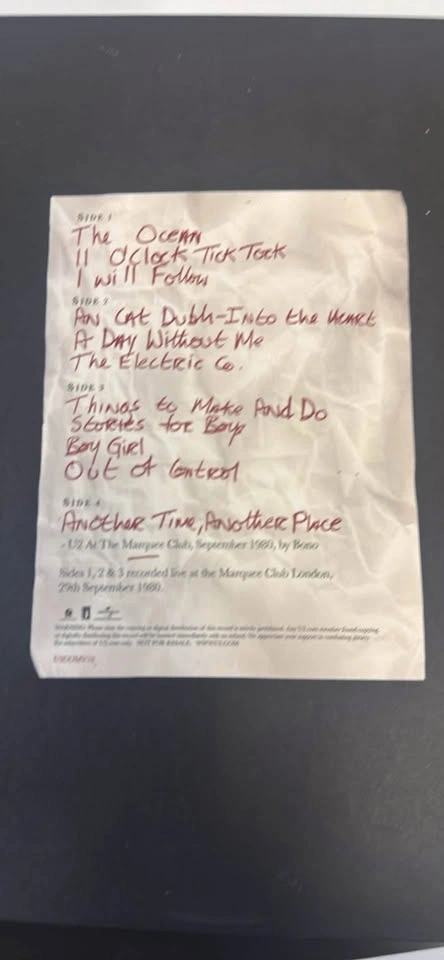 SIDE 1
The Ocean
11 O'Clock Tick Tock
I will Follow
SIDE 2
An Cat Dubh-Into the Heart
A Day Without Me
The Electric Co.
SIDE 3
Things to Make And Do
Stories for Boys
Boy Girl
Out of Control
SIDE 4
Another Time, Another Place
- U2 At The Marquee Club, September 1980, by Bono
Sides 1, 2 & 3 recorded live at the Marquee Club London,
29th September 1980.